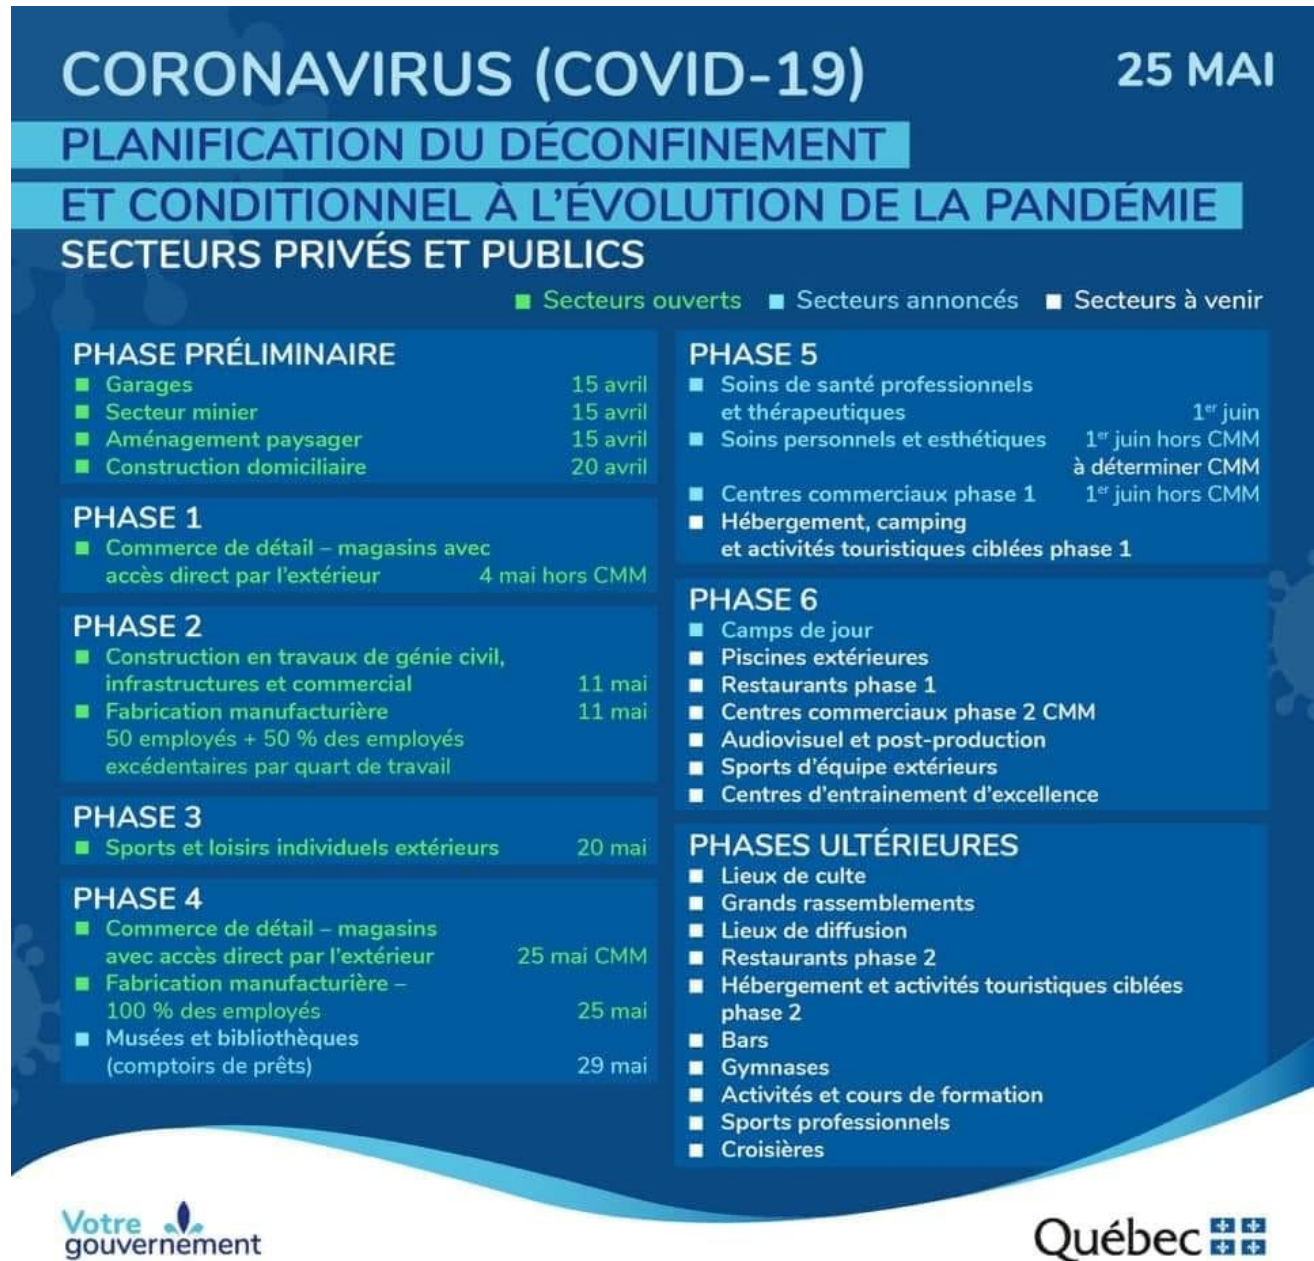 CORONAVIRUS (COVID-19)
25 MAI
PLANIFICATION DU DÉCONFINEMENT
ET CONDITIONNEL À L'ÉVOLUTION DE LA PANDÉMIE
SECTEURS PRIVÉS ET PUBLICS
Secteurs ouverts Secteurs annoncés Secteurs à venir
PHASE PRÉLIMINAIRE
Garages 15 avril
Secteur minier 15 avril
Aménagement paysager 15 avril
Construction domiciliaire 20 avril
PHASE 1
Commerce de détail – magasins avec
accès direct par l'extérieur 4 mai hors CMM
PHASE 2
Construction en travaux de génie civil,
infrastructures et commercial 11 mai
Fabrication manufacturière 11 mai
50 employés + 50 % des employés
excédentaires par quart de travail
PHASE 3
Sports et loisirs individuels extérieurs 20 mai
PHASE 4
Commerce de détail – magasins
avec accès direct par l'extérieur 25 mai CMM
Fabrication manufacturière –
100 % des employés 25 mai
Musées et bibliothèques
(comptoirs de prêts) 29 mai
PHASE 5
Soins de santé professionnels
et thérapeutiques 1er juin
Soins personnels et esthétiques 1er juin hors CMM
à déterminer CMM
Centres commerciaux phase 1 1er juin hors CMM
Hébergement, camping
et activités touristiques ciblées phase 1
PHASE 6
Camps de jour
Piscines extérieures
Restaurants phase 1
Centres commerciaux phase 2 CMM
Audiovisuel et post-production
Sports d'équipe extérieurs
Centres d'entrainement d'excellence
PHASES ULTÉRIEURES
Lieux de culte
Grands rassemblements
Lieux de diffusion
Restaurants phase 2
Hébergement et activités touristiques ciblées
phase 2
Bars
Gymnases
Activités et cours de formation
Sports professionnels
Croisières
Votre
gouvernement
Québec